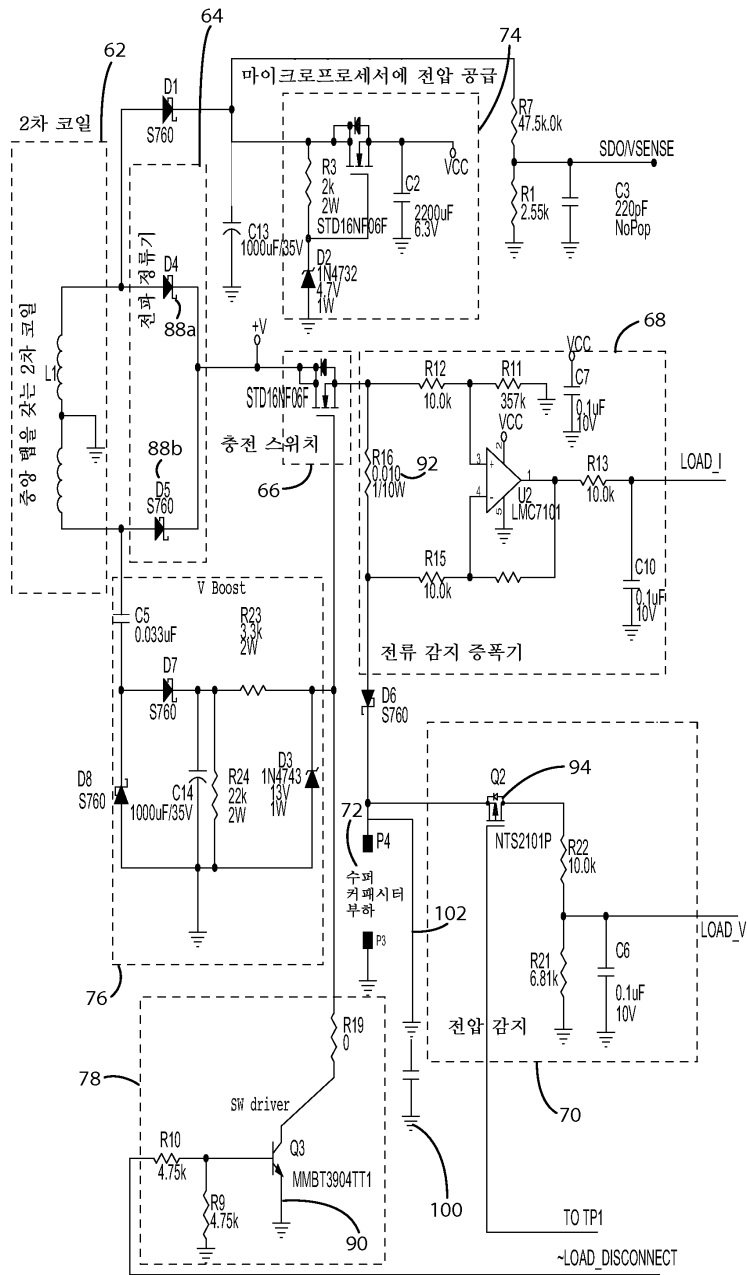 62
64
74
2차 코일
D1
S760
마이크로프로세서에 전압 공급
R7
47.5k.0k
SDO/VSENSE
R1
2.55k
C3
220pF
NoPop
R3
2k
2W
STD16NF06F
C2
2200uF
6.3V
VCC
C13
1000uF/35V
D2
1N4732
4.7V
1W
전파 정류기
D4
88a
중앙 탭을 갖는 2차 코일
L1
+V
STD16NF06F
충전 스위치
66
68
R12
10.0k
R11
357k
VCC
C7
0.1uF
10V
VCC
R16
0.010
1/10W
92
3
+
4
-
2
5
1
U2
LMC7101
R13
10.0k
LOAD_I
88b
D5
S760
R15
10.0k
C10
0.1uF
10V
전류 감지 증폭기
V Boost
C5
0.033uF
R23
3.3k
2W
D7
S760
D6
S760
D8
S760
C14
1000uF/35V
R24
22k
2W
D3
1N4743
13V
1W
Q2
94
NTS2101P
72
P4
수퍼
커패시터
부하
P3
102
R22
10.0k
LOAD_V
R21
6.81k
C6
0.1uF
10V
전압 감지
70
76
78
R19
0
SW driver
R10
4.75k
Q3
MMBT3904TT1
R9
4.75k
90
100
TO TP1
~LOAD_DISCONNECT